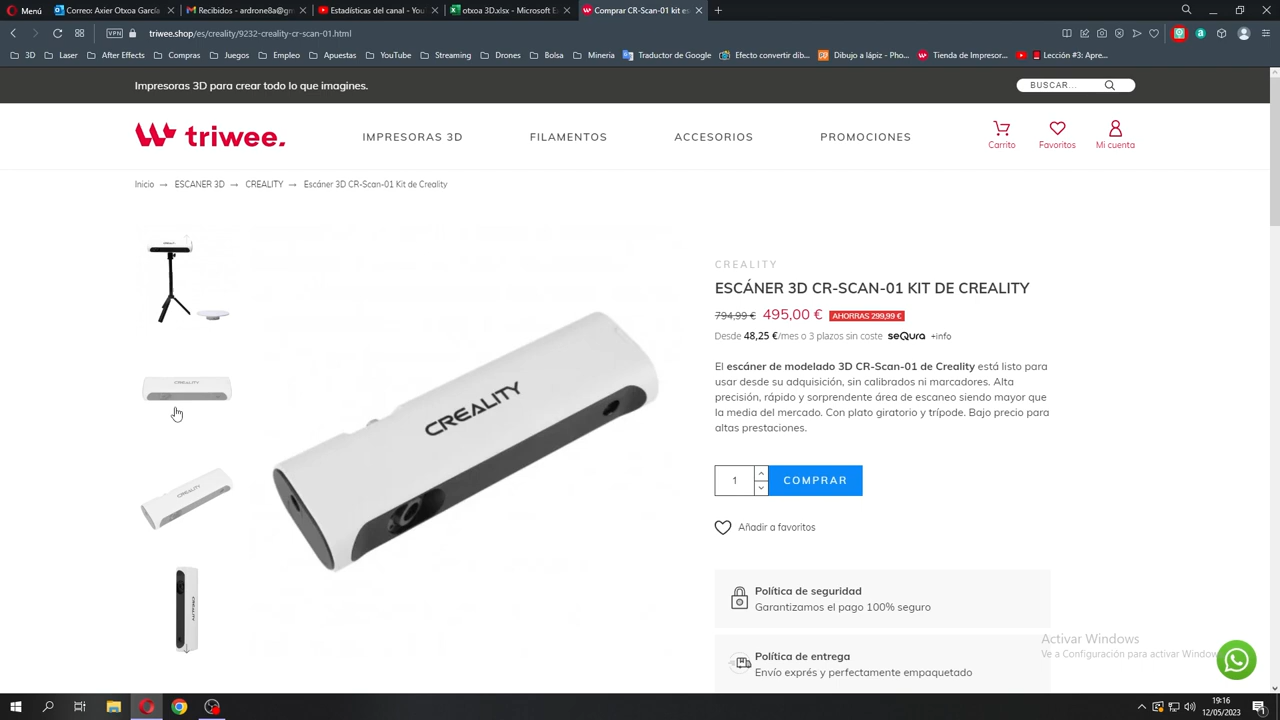 Menú
Correo: Axier Otxoa García
Recibidos - adrone8a@gm
Estadísticas del canal - You
otxoa 3D.xlsx - Microsoft E
Comprar CR-Scan-01 kit es
VPN
triwee.shop/es/creality/9232-creality-cr-scan-01.html
3D
Laser
After Effects
Compras
Juegos
Empleo
YouTube
Streaming
Drones
Bolsa
Mineria
Traductor de Google
Efecto convertir dib...
Dibujo a lápiz - Pho...
Tienda de Impresor...
Lección #3: Apre...
Impresoras 3D para crear todo lo que imagines.
BUSCAR...
triwee.
IMPRESORAS 3D
FILAMENTOS
ACCESORIOS
PROMOCIONES
Carrito
Favoritos
Mi cuenta
Inicio → ESCANER 3D → CREALITY → Escáner 3D CR-Scan-01 Kit de Creality
CREALITY
CREALITY
CREALITY
CREALITY
CREALITY
ESCÁNER 3D CR-SCAN-01 KIT DE CREALITY
794,99 € 495,00 € AHORRAS 299,99 €
Desde 48,25 €/mes o 3 plazos sin coste seQura +info
El escáner de modelado 3D CR-Scan-01 de Creality está listo para
usar desde su adquisición, sin calibrados ni marcadores. Alta
precisión, rápido y sorprendente área de escaneo siendo mayor que
la media del mercado. Con plato giratorio y trípode. Bajo precio para
altas prestaciones.
1
COMPRAR
Añadir a favoritos
Política de seguridad
Garantizamos el pago 100% seguro
Política de entrega
Envío exprés y perfectamente empaquetado
Activar Windows
Ve a Configuración para activar Window
19:16
12/05/2023